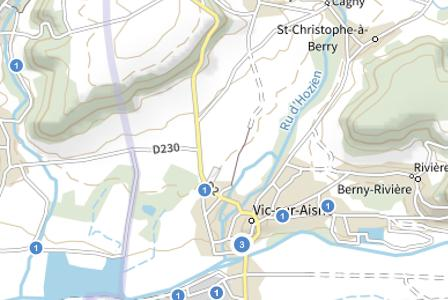 Cagny
St-Christophe-à-
Berry
1
Ru d'Hozien
D230
Rivière
Berny-Rivière
1
1
1
Vic-sur-Aisne
3
1
1
1